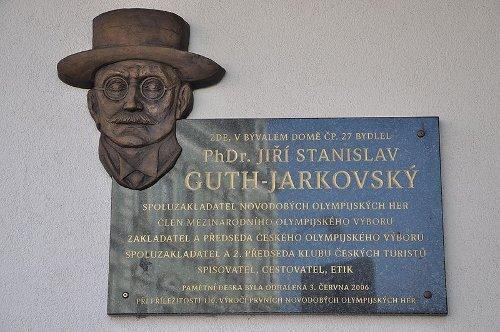 ZDE, V BÝVALÉM DOMĚ ČP. 27 BYDLEL
PhDr. JIŘÍ STANISLAV
GUTH-JARKOVSKÝ
SPOLUZAKLADATEL NOVODOBÝCH OLYMPIJSKÝCH HER
ČLEN MEZINÁRODNÍHO OLYMPIJSKÉHO VÝBORU
ZAKLADATEL A PŘEDSEDA ČESKÉHO OLYMPIJSKÉHO VÝBORU
SPOLUZAKLADATEL A 2. PŘEDSEDA KLUBU ČESKÝCH TURISTŮ
SPISOVATEL, CESTOVATEL, ETIK
PAMĚTNÍ DESKA BYLA ODHALENA 3. ČERVNA 2006
PŘI PŘÍLEŽITOSTI 110. VÝROČÍ PRVNÍCH NOVODOBÝCH OLYMPIJSKÝCH HER